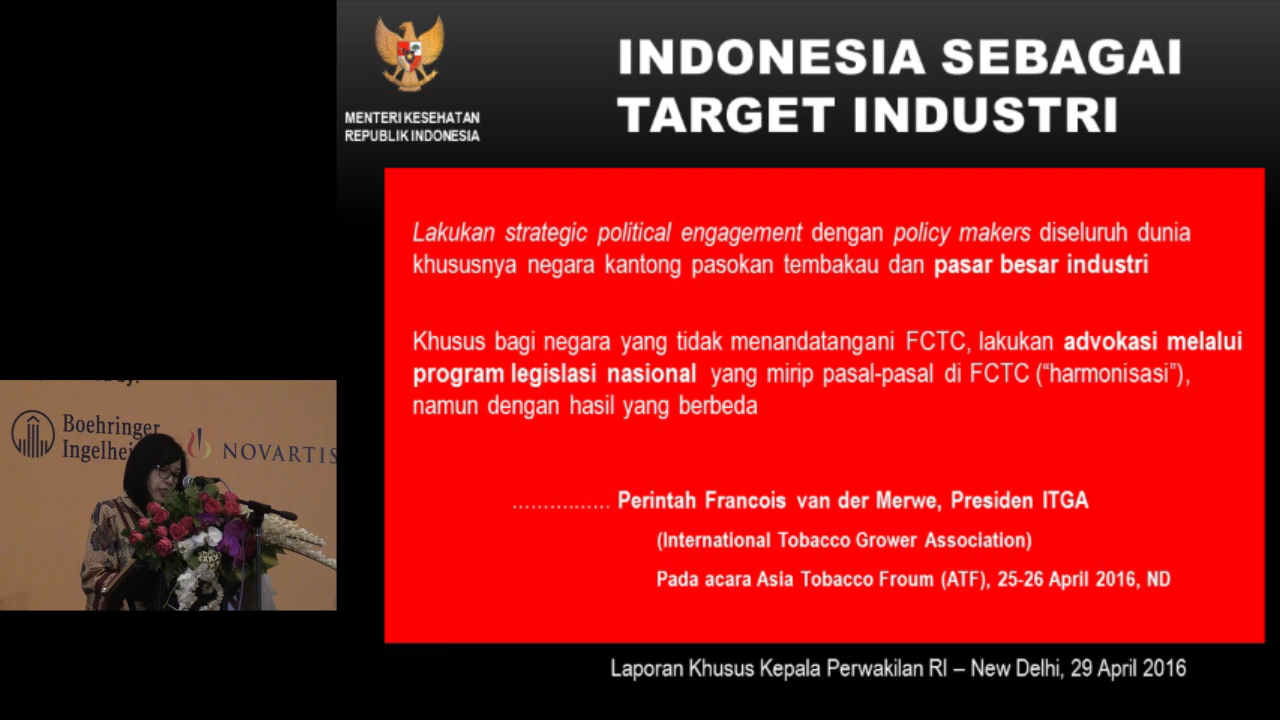 INDONESIA SEBAGAI
TARGET INDUSTRI
MENTERI KESEHATAN
REPUBLIK INDONESIA
Lakukan strategic political engagement dengan policy makers diseluruh dunia
khususnya negara kantong pasokan tembakau dan pasar besar industri
Khusus bagi negara yang tidak menandatangani FCTC, lakukan advokasi melalui
program legislasi nasional yang mirip pasal-pasal di FCTC (“harmonisasi”),
namun dengan hasil yang berbeda
................ Perintah Francois van der Merwe, Presiden ITGA
(International Tobacco Grower Association)
Pada acara Asia Tobacco Froum (ATF), 25-26 April 2016, ND
Laporan Khusus Kepala Perwakilan RI – New Delhi, 29 April 2016
by:
Boehringer
NOVARTIS